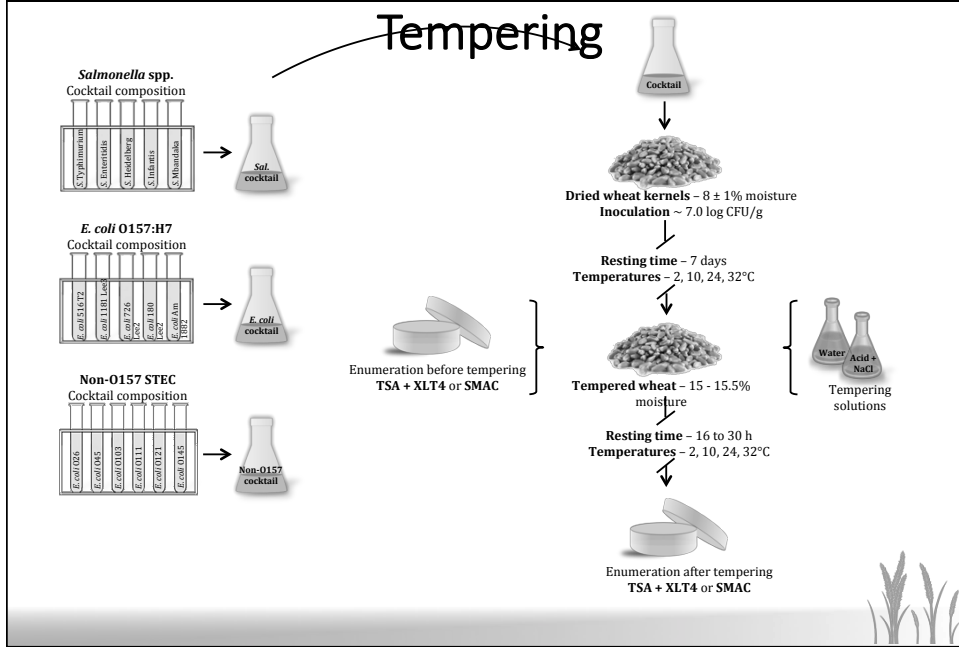 Tempering
Salmonella spp.
Cocktail composition
S. Typhimurium
S. Enteritidis
S. Heidelberg
S. Infantis
S. Mbandaka
Sal.
cocktail
E. coli O157:H7
Cocktail composition
E. coli 516 T2
E. coli 1181 Lee3
E. coli 726
Lee2
E. coli 180
Lee2
E. coli Am
1882
E. coli
cocktail
Non-O157 STEC
Cocktail composition
E. coli O26
E. coli O45
E. coli O103
E. coli O111
E. coli O121
E. coli O145
Non-O157
cocktail
Cocktail
Dried wheat kernels – 8 ± 1% moisture
Inoculation ~ 7.0 log CFU/g
Resting time – 7 days
Temperatures – 2, 10, 24, 32°C
Enumeration before tempering
TSA + XLT4 or SMAC
Water
Acid +
NaCl
Tempering
solutions
Tempered wheat – 15 - 15.5%
moisture
Resting time – 16 to 30 h
Temperatures – 2, 10, 24, 32°C
Enumeration after tempering
TSA + XLT4 or SMAC